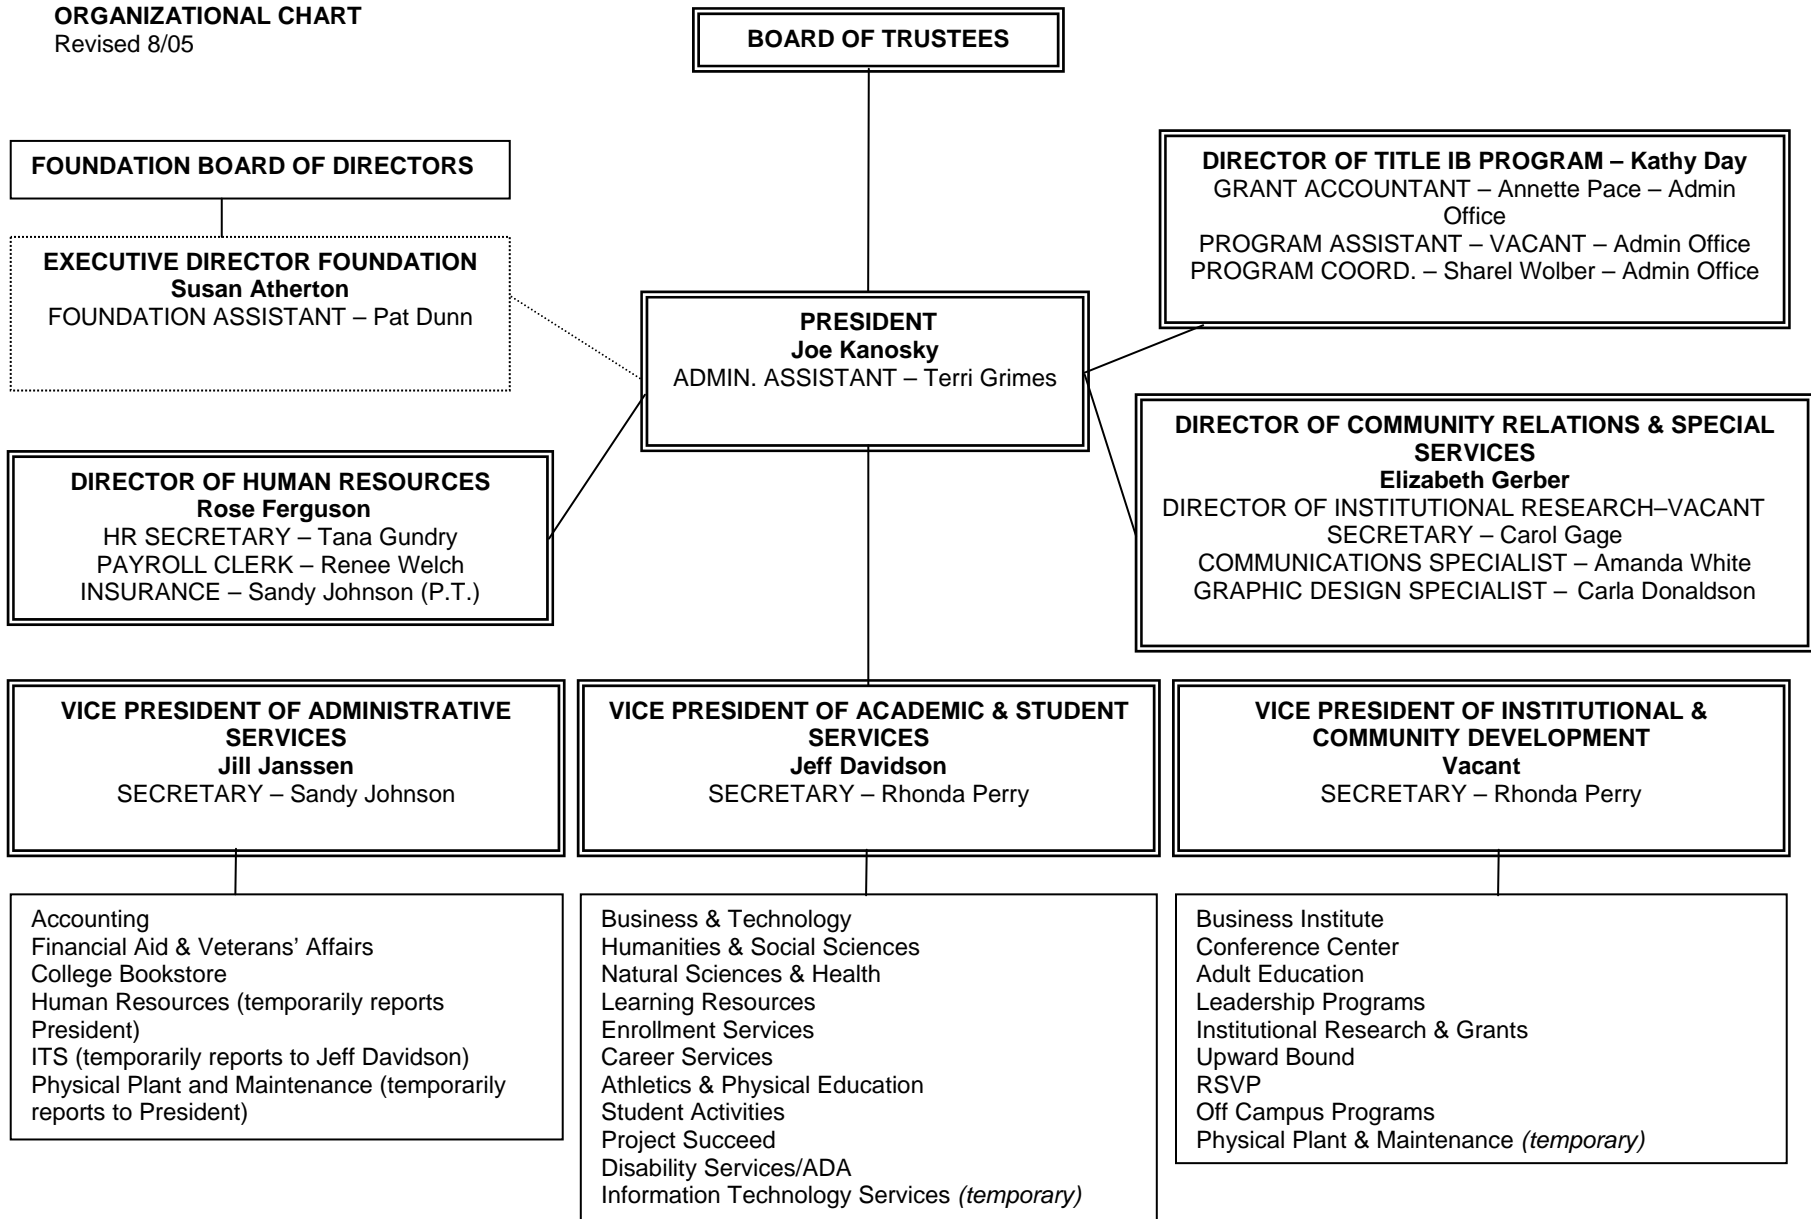 ORGANIZATIONAL CHART
Revised 8/05
BOARD OF TRUSTEES
FOUNDATION BOARD OF DIRECTORS
EXECUTIVE DIRECTOR FOUNDATION
Susan Atherton
FOUNDATION ASSISTANT – Pat Dunn
DIRECTOR OF TITLE IB PROGRAM – Kathy Day
GRANT ACCOUNTANT – Annette Pace – Admin
Office
PROGRAM ASSISTANT – VACANT – Admin Office
PROGRAM COORD. – Sharel Wolber – Admin Office
PRESIDENT
Joe Kanosky
ADMIN. ASSISTANT – Terri Grimes
DIRECTOR OF HUMAN RESOURCES
Rose Ferguson
HR SECRETARY – Tana Gundry
PAYROLL CLERK – Renee Welch
INSURANCE – Sandy Johnson (P.T.)
DIRECTOR OF COMMUNITY RELATIONS & SPECIAL
SERVICES
Elizabeth Gerber
DIRECTOR OF INSTITUTIONAL RESEARCH–VACANT
SECRETARY – Carol Gage
COMMUNICATIONS SPECIALIST – Amanda White
GRAPHIC DESIGN SPECIALIST – Carla Donaldson
VICE PRESIDENT OF ADMINISTRATIVE
SERVICES
Jill Janssen
SECRETARY – Sandy Johnson
VICE PRESIDENT OF ACADEMIC & STUDENT
SERVICES
Jeff Davidson
SECRETARY – Rhonda Perry
VICE PRESIDENT OF INSTITUTIONAL &
COMMUNITY DEVELOPMENT
Vacant
SECRETARY – Rhonda Perry
Accounting
Financial Aid & Veterans’ Affairs
College Bookstore
Human Resources (temporarily reports
President)
ITS (temporarily reports to Jeff Davidson)
Physical Plant and Maintenance (temporarily
reports to President)
Business & Technology
Humanities & Social Sciences
Natural Sciences & Health
Learning Resources
Enrollment Services
Career Services
Athletics & Physical Education
Student Activities
Project Succeed
Disability Services/ADA
Information Technology Services (temporary)
Business Institute
Conference Center
Adult Education
Leadership Programs
Institutional Research & Grants
Upward Bound
RSVP
Off Campus Programs
Physical Plant & Maintenance (temporary)